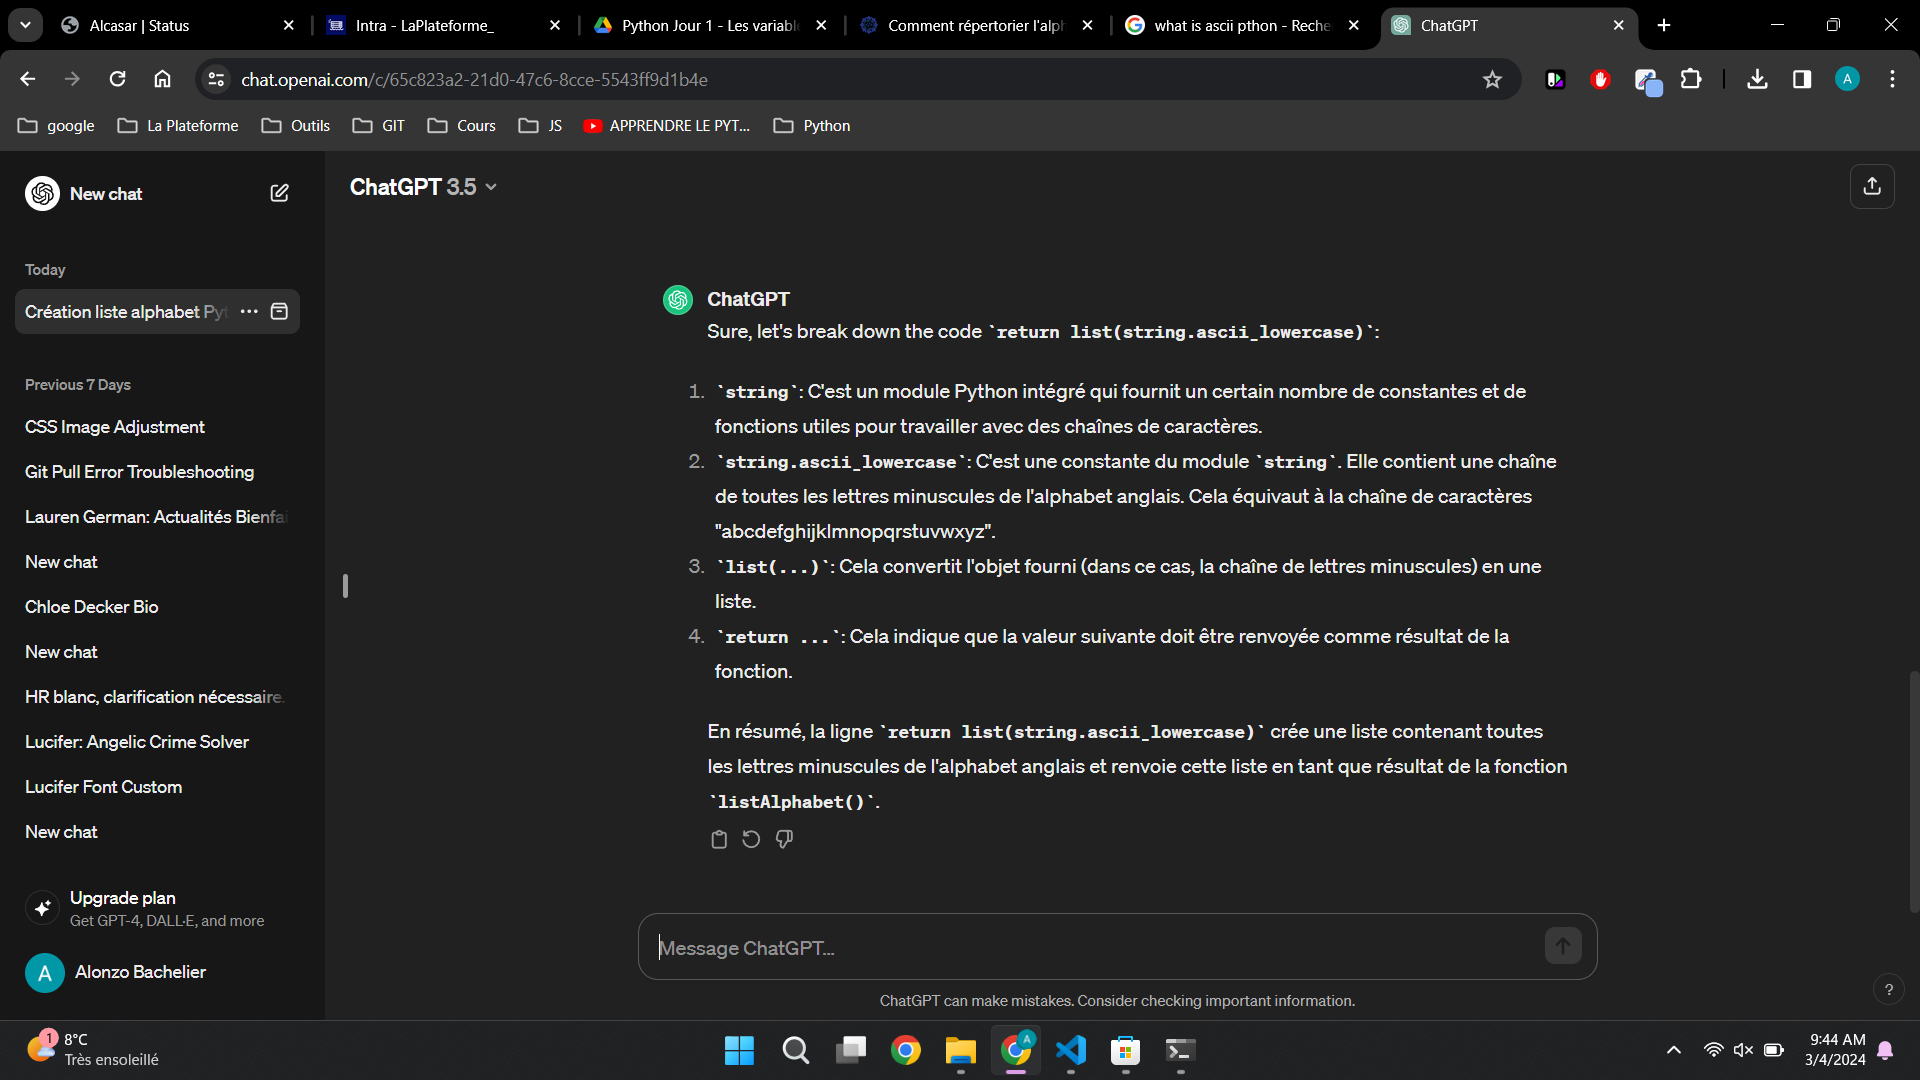 Alcasar | Status
Intra - LaPlateforme_
Python Jour 1 - Les variabl
Comment répertorier l'alp
what is ascii pthon - Reche
ChatGPT
chat.openai.com/c/65c823a2-21d0-47c6-8cce-5543ff9d1b4e
A
google
La Plateforme
Outils
GIT
Cours
JS
APPRENDRE LE PYT...
Python
New chat
ChatGPT 3.5
Today
Création liste alphabet Pyt
Previous 7 Days
CSS Image Adjustment
Git Pull Error Troubleshooting
Lauren German: Actualités Bienfai
New chat
Chloe Decker Bio
New chat
HR blanc, clarification nécessaire.
Lucifer: Angelic Crime Solver
Lucifer Font Custom
New chat
Upgrade plan
Get GPT-4, DALL·E, and more
A
Alonzo Bachelier
ChatGPT
Sure, let's break down the code `return list(string.ascii_lowercase)`:
1. `string`: C'est un module Python intégré qui fournit un certain nombre de constantes et de
fonctions utiles pour travailler avec des chaînes de caractères.
2. `string.ascii_lowercase`: C'est une constante du module `string`. Elle contient une chaîne
de toutes les lettres minuscules de l'alphabet anglais. Cela équivaut à la chaîne de caractères
"abcdefghijklmnopqrstuvwxyz".
3. `list(...)`: Cela convertit l'objet fourni (dans ce cas, la chaîne de lettres minuscules) en une
liste.
4. `return ...`: Cela indique que la valeur suivante doit être renvoyée comme résultat de la
fonction.
En résumé, la ligne `return list(string.ascii_lowercase)` crée une liste contenant toutes
les lettres minuscules de l'alphabet anglais et renvoie cette liste en tant que résultat de la fonction
`listAlphabet()`.
Message ChatGPT...
ChatGPT can make mistakes. Consider checking important information.
?
1
8°C
Très ensoleillé
A
9:44 AM
3/4/2024